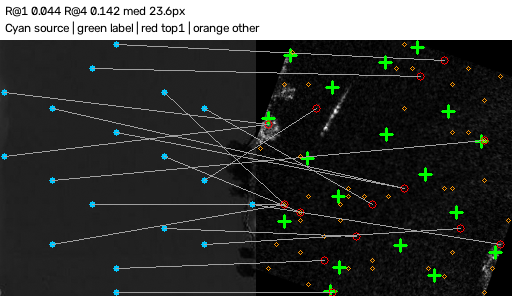 R@1 0.044 R@4 0.142 med 23.6px
Cyan source | green label | red top1 | orange other